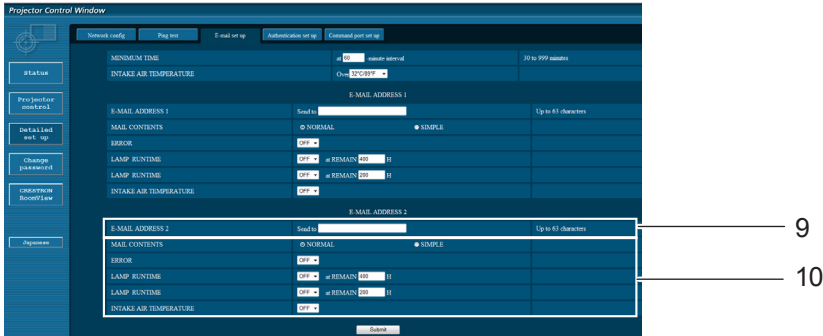 Projector Control Window
Network config Ping test E-mail set up Authentication set up Command port set up
MINIMUM TIME at 60 -minute interval 30 to 999 minutes
INTAKE AIR TEMPERATURE Over 32°C/89°F
Status
Projector control
Detailed set up
Change password
CRESTRON RoomView
Japanese
E-MAIL ADDRESS 1
E-MAIL ADDRESS 1 Send to Up to 63 characters
MAIL CONTENTS NORMAL SIMPLE
ERROR OFF
LAMP RUNTIME OFF at REMAIN 400 H
LAMP RUNTIME OFF at REMAIN 200 H
INTAKE AIR TEMPERATURE OFF
E-MAIL ADDRESS 2
E-MAIL ADDRESS 2 Send to Up to 63 characters 9
MAIL CONTENTS NORMAL SIMPLE
ERROR OFF
LAMP RUNTIME OFF at REMAIN 400 H 10
LAMP RUNTIME OFF at REMAIN 200 H
INTAKE AIR TEMPERATURE OFF
Submit